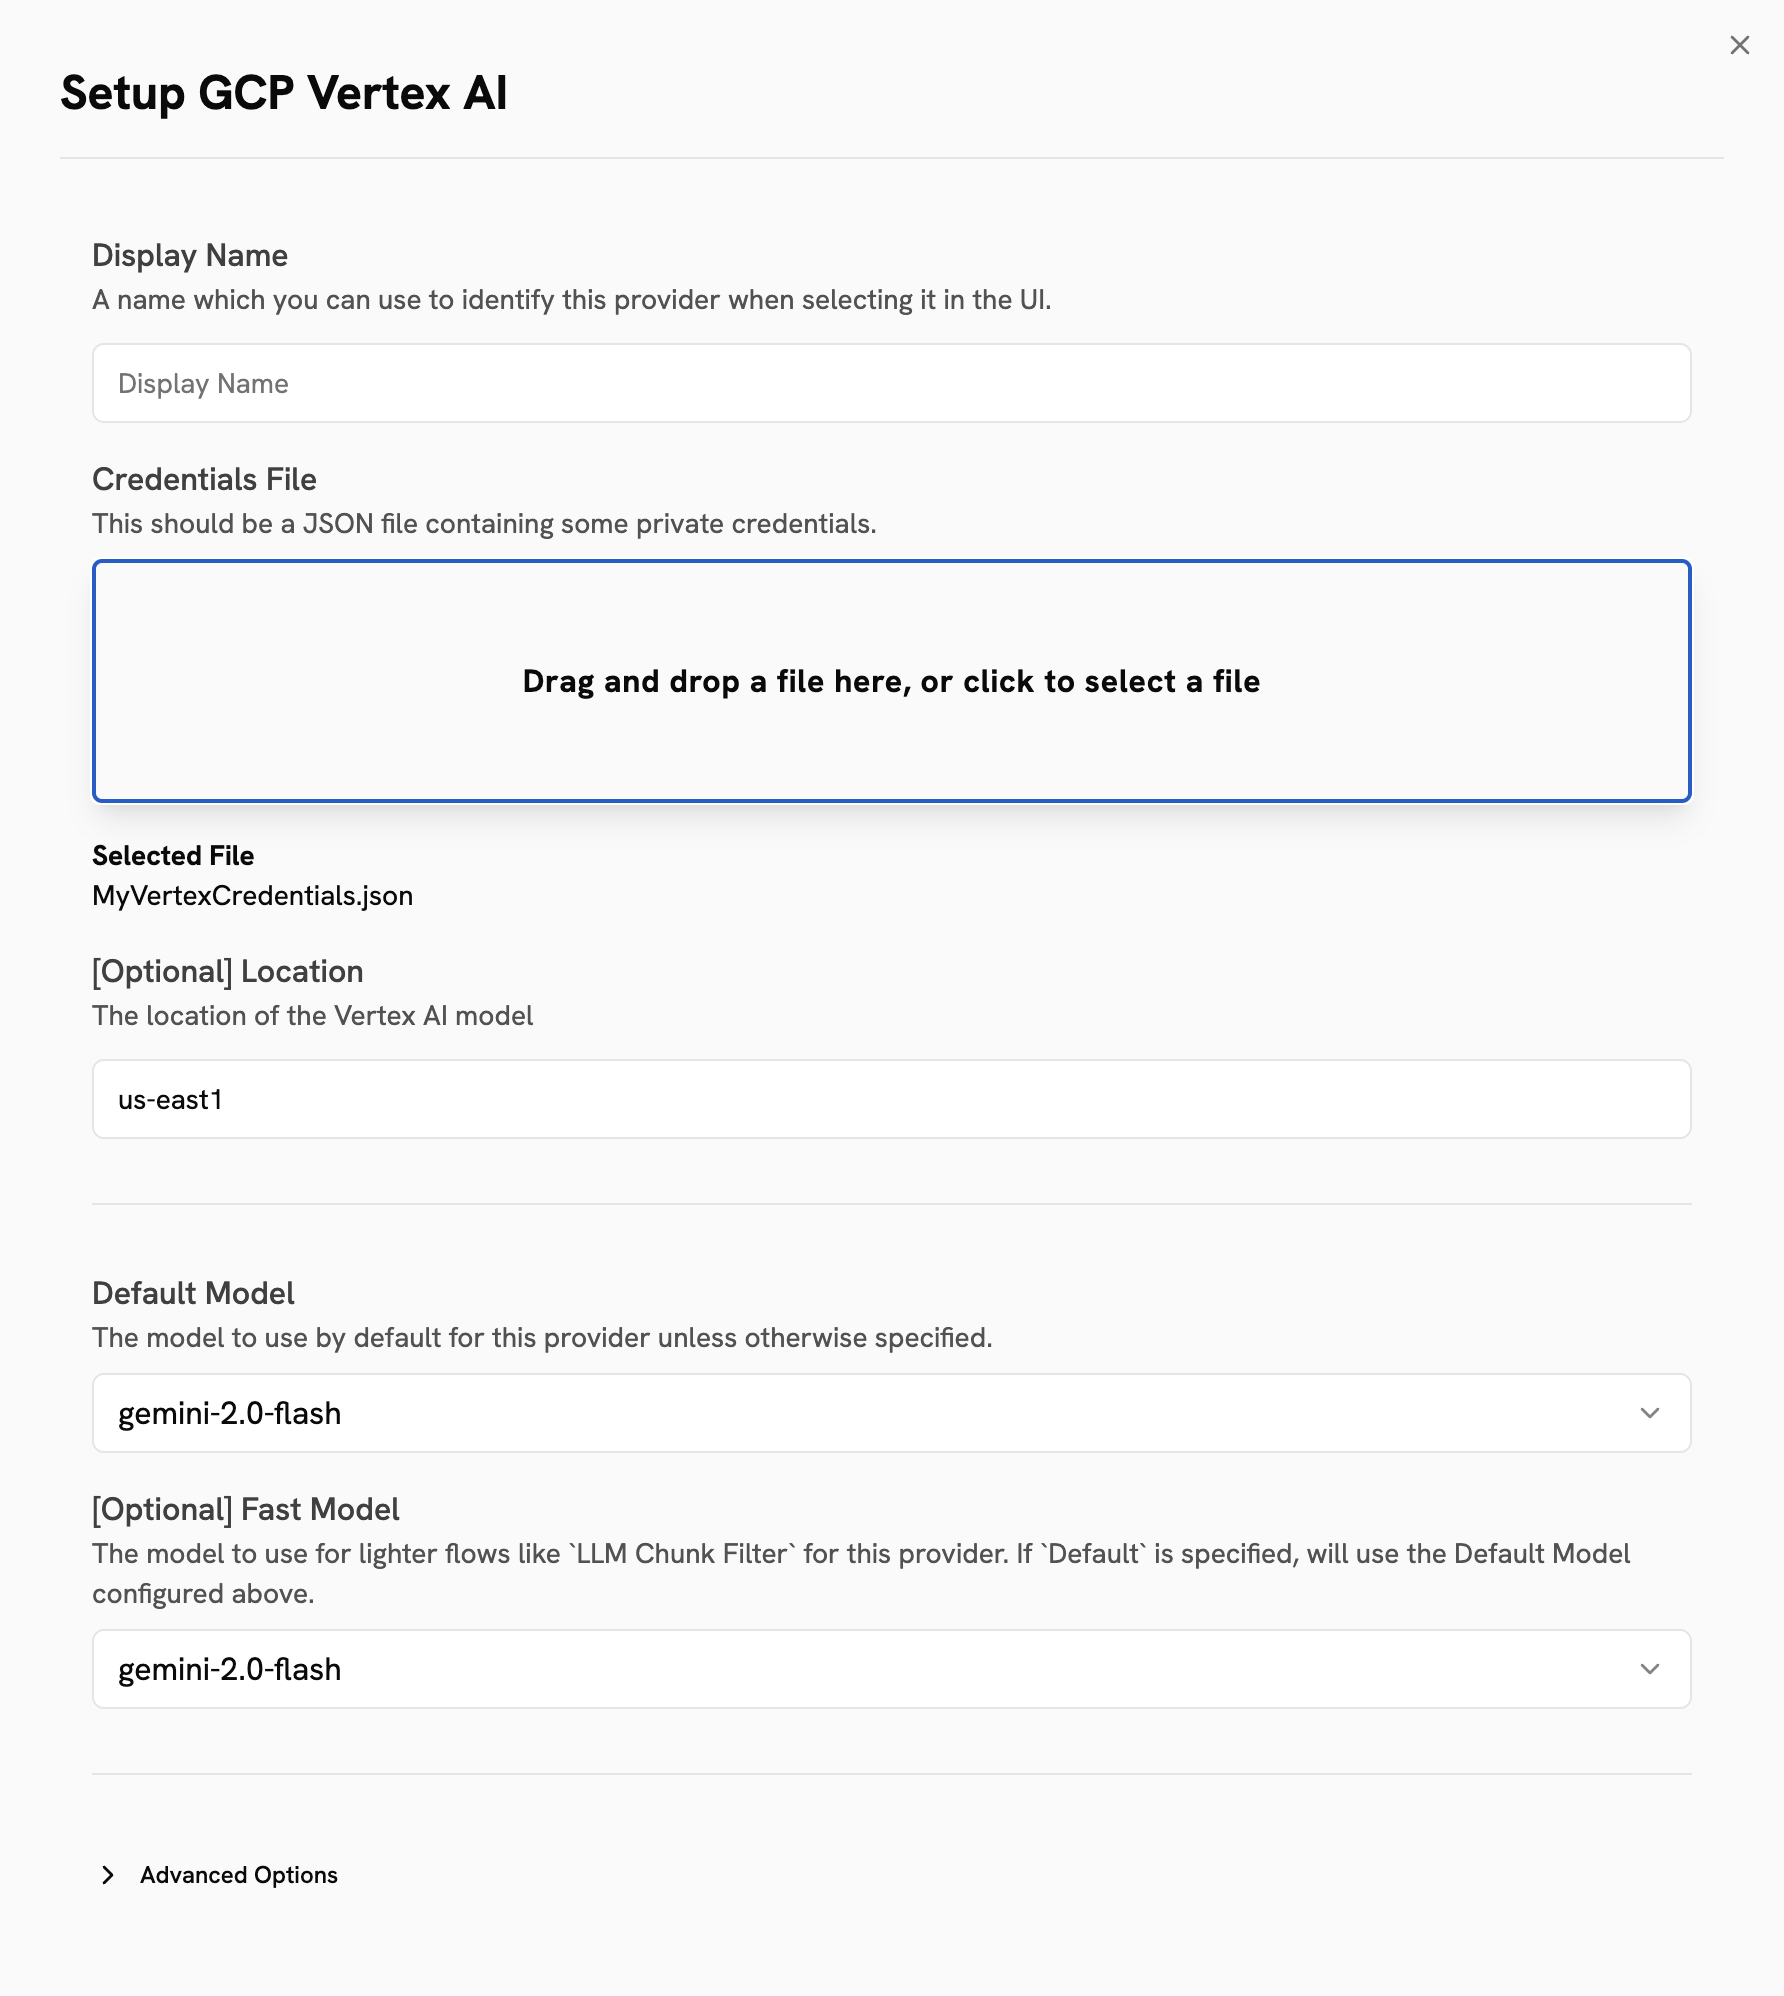 Setup GCP Vertex AI
Display Name
A name which you can use to identify this provider when selecting it in the UI.
Display Name
Credentials File
This should be a JSON file containing some private credentials.
Drag and drop a file here, or click to select a file
Selected File
MyVertexCredentials.json
[Optional] Location
The location of the Vertex AI model
us-east1
Default Model
The model to use by default for this provider unless otherwise specified.
gemini-2.0-flash
[Optional] Fast Model
The model to use for lighter flows like `LLM Chunk Filter` for this provider. If `Default` is specified, will use the Default Model
configured above.
gemini-2.0-flash
Advanced Options